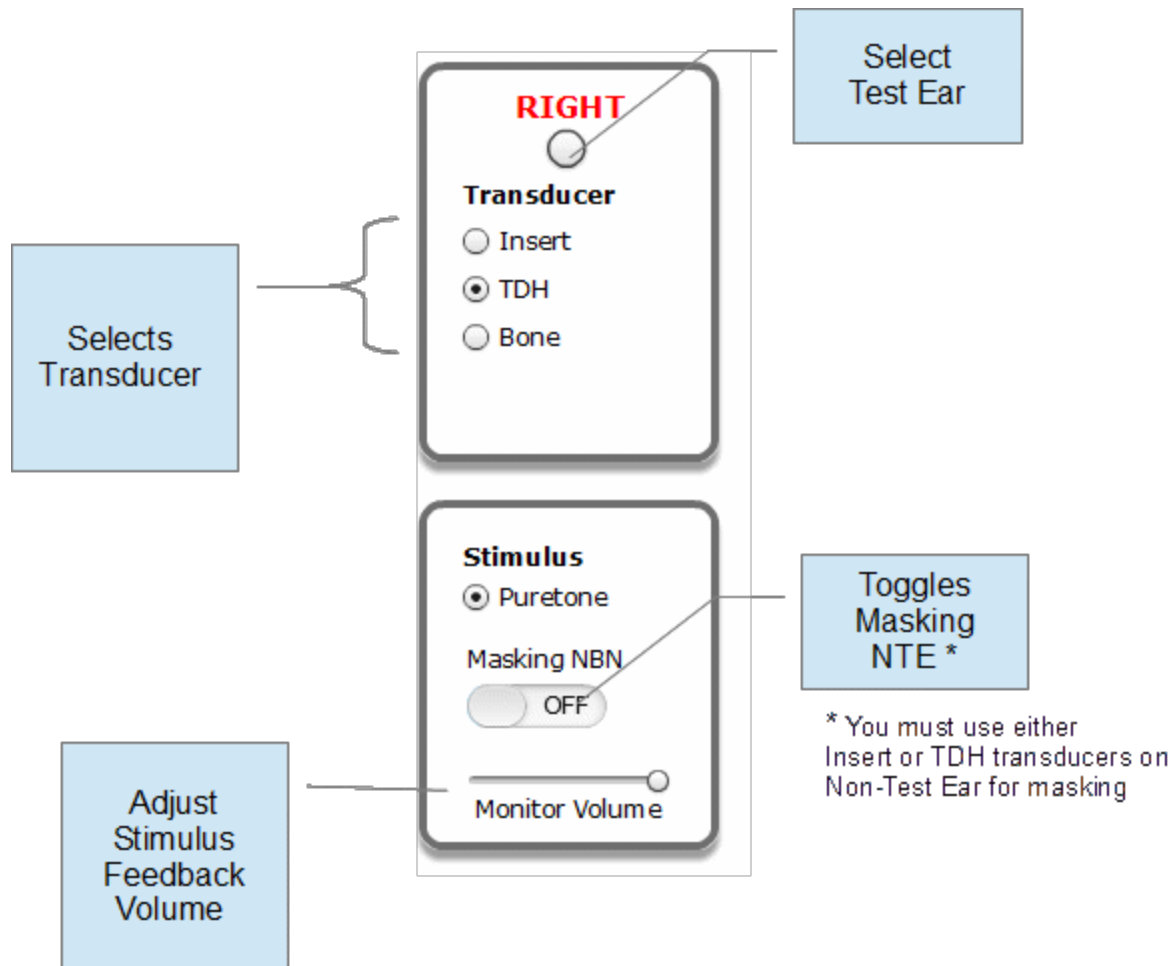 Select
Test Ear
RIGHT
Transducer
Insert
TDH
Bone
Selects
Transducer
Stimulus
Puretone
Masking NBN
OFF
Monitor Volume
Toggles
Masking
NTE *
* You must use either
Insert or TDH transducers on
Non-Test Ear for masking
Adjust
Stimulus
Feedback
Volume